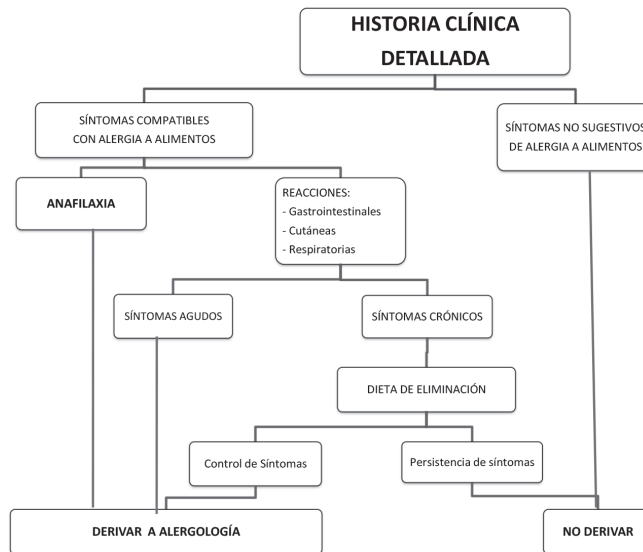 HISTORIA CLÍNICA
DETALLADA
SÍNTOMAS COMPATIBLES
CON ALERGIA A ALIMENTOS
SÍNTOMAS NO SUGESTIVOS
DE ALERGIA A ALIMENTOS
ANAFILAXIA
REACCIONES:
- Gastrointestinales
- Cutáneas
- Respiratorias
SÍNTOMAS AGUDOS
SÍNTOMAS CRÓNICOS
DIETA DE ELIMINACIÓN
Control de Síntomas
Persistencia de síntomas
DERIVAR A ALERGOLOGÍA
NO DERIVAR